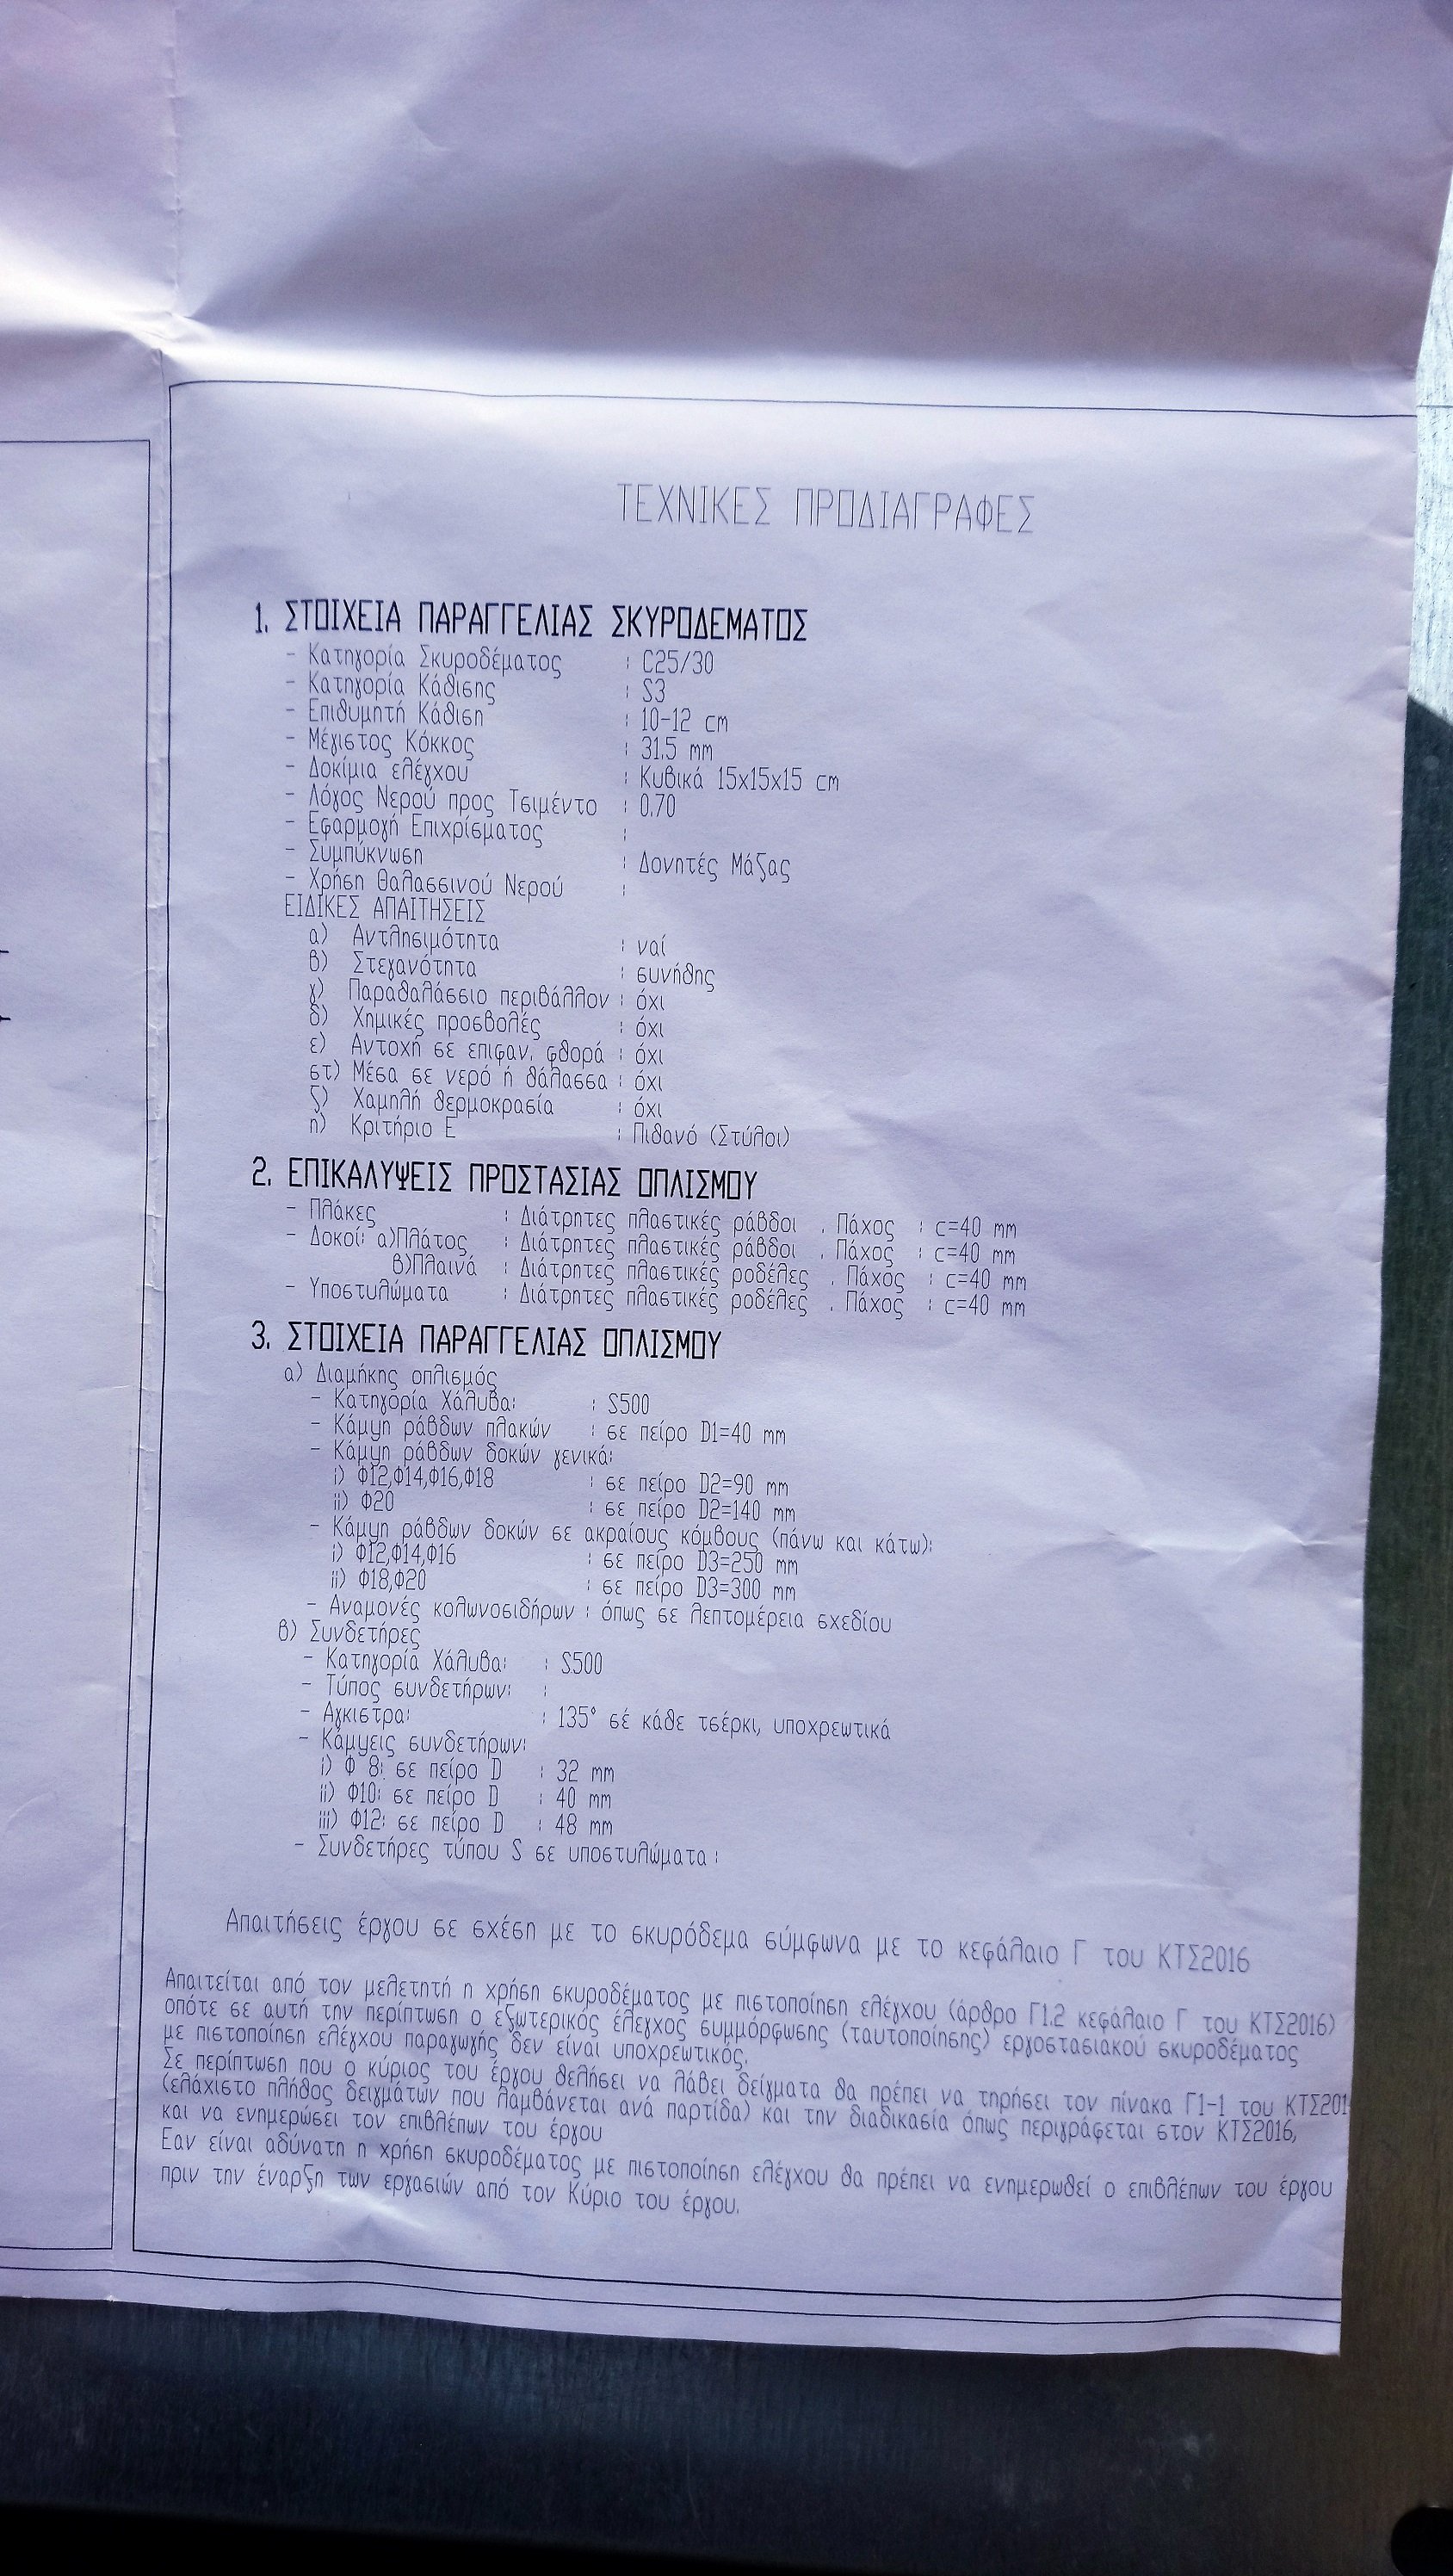 ΤΕΧΝΙΚΕΣ ΠΡΟΔΙΑΓΡΑΦΕΣ
1. ΣΤΟΙΧΕΙΑ ΠΑΡΑΓΓΕΛΙΑΣ ΣΚΥΡΟΔΕΜΑΤΟΣ
- Κατηγορία Σκυροδέματος : C25/30
- Κατηγορία Κάθισης : S3
- Επιθυμητή Κάθιση : 10-12 cm
- Μέγιστος Κόκκος : 31.5 mm
- Δοκίμια ελέγχου : Κυβικά 15x15x15 cm
- Λόγος Νερού προς Τσιμέντο : 0.70
- Εφαρμογή Επιχρίσματος :
- Συμπύκνωση : Δονητές Μάζας
- Χρήση Θαλασσινού Νερού :
ΕΙΔΙΚΕΣ ΑΠΑΙΤΗΣΕΙΣ
α) Αντλησιμότητα : ναί
β) Στεγανότητα : συνήθης
γ) Παραθαλάσσιο περιβάλλον : όχι
δ) Χημικές προσβολές : όχι
ε) Αντοχή σε επιφαν. φθορά : όχι
στ) Μέσα σε νερό ή θάλασσα : όχι
ζ) Χαμηλή θερμοκρασία : όχι
η) Κριτήριο Ε : Πιθανό (Στύλοι)
2. ΕΠΙΚΑΛΥΨΕΙΣ ΠΡΟΣΤΑΣΙΑΣ ΟΠΛΙΣΜΟΥ
- Πλάκες : Διάτρητες πλαστικές ράβδοι . Πάχος : c=40 mm
- Δοκοί: α)Πλάτος : Διάτρητες πλαστικές ράβδοι . Πάχος : c=40 mm
β)Πλαινά : Διάτρητες πλαστικές ροδέλες . Πάχος : c=40 mm
- Υποστυλώματα : Διάτρητες πλαστικές ροδέλες . Πάχος : c=40 mm
3. ΣΤΟΙΧΕΙΑ ΠΑΡΑΓΓΕΛΙΑΣ ΟΠΛΙΣΜΟΥ
α) Διαμήκης οπλισμός
- Κατηγορία Χάλυβα: : S500
- Κάμψη ράβδων πλακών : σε πείρο D1=40 mm
- Κάμψη ράβδων δοκών γενικά:
i) Φ12,Φ14,Φ16,Φ18 : σε πείρο D2=90 mm
ii) Φ20 : σε πείρο D2=140 mm
- Κάμψη ράβδων δοκών σε ακραίους κόμβους (πάνω και κάτω):
i) Φ12,Φ14,Φ16 : σε πείρο D3=250 mm
ii) Φ18,Φ20 : σε πείρο D3=300 mm
- Αναμονές κολωνοσιδήρων : όπως σε λεπτομέρεια σχεδίου
β) Συνδετήρες
- Κατηγορία Χάλυβα: : S500
- Τύπος συνδετήρων: :
- Αγκιστρα: : 135° σέ κάθε τσέρκι, υποχρεωτικά
- Κάμψεις συνδετήρων:
i) Φ 8: σε πείρο D : 32 mm
ii) Φ10: σε πείρο D : 40 mm
iii) Φ12: σε πείρο D : 48 mm
- Συνδετήρες τύπου S σε υποστυλώματα :
Απαιτήσεις έργου σε σχέση με το σκυρόδεμα σύμφωνα με το κεφάλαιο Γ του ΚΤΣ2016
Απαιτείται από τον μελετητή η χρήση σκυροδέματος με πιστοποίηση ελέγχου (άρθρο Γ1.2 κεφάλαιο Γ του ΚΤΣ2016)
οπότε σε αυτή την περίπτωση ο εξωτερικός έλεγχος συμμόρφωσης (ταυτοποίησης) εργοστασιακού σκυροδέματος
με πιστοποίηση ελέγχου παραγωγής δεν είναι υποχρεωτικός.
Σε περίπτωση που ο κύριος του έργου θελήσει να λάβει δείγματα θα πρέπει να τηρήσει τον πίνακα Γ1-1 του ΚΤΣ201
(ελάχιστο πλήθος δειγμάτων που λαμβάνεται ανά παρτίδα) και την διαδικασία όπως περιγράφεται στον ΚΤΣ2016,
και να ενημερώσει τον επιβλέπων του έργου
Εαν είναι αδύνατη η χρήση σκυροδέματος με πιστοποίηση ελέγχου θα πρέπει να ενημερωθεί ο επιβλέπων του έργου
πριν την έναρξη των εργασιών από τον Κύριο του έργου.